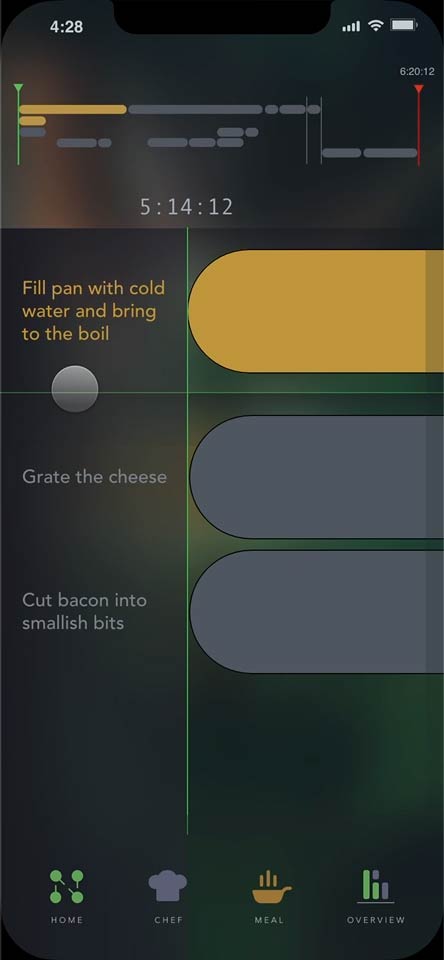 4:28
6:20:12
5:14:12
Fill pan with cold
water and bring
to the boil
Grate the cheese
Cut bacon into
smallish bits
HOME
CHEF
MEAL
OVERVIEW